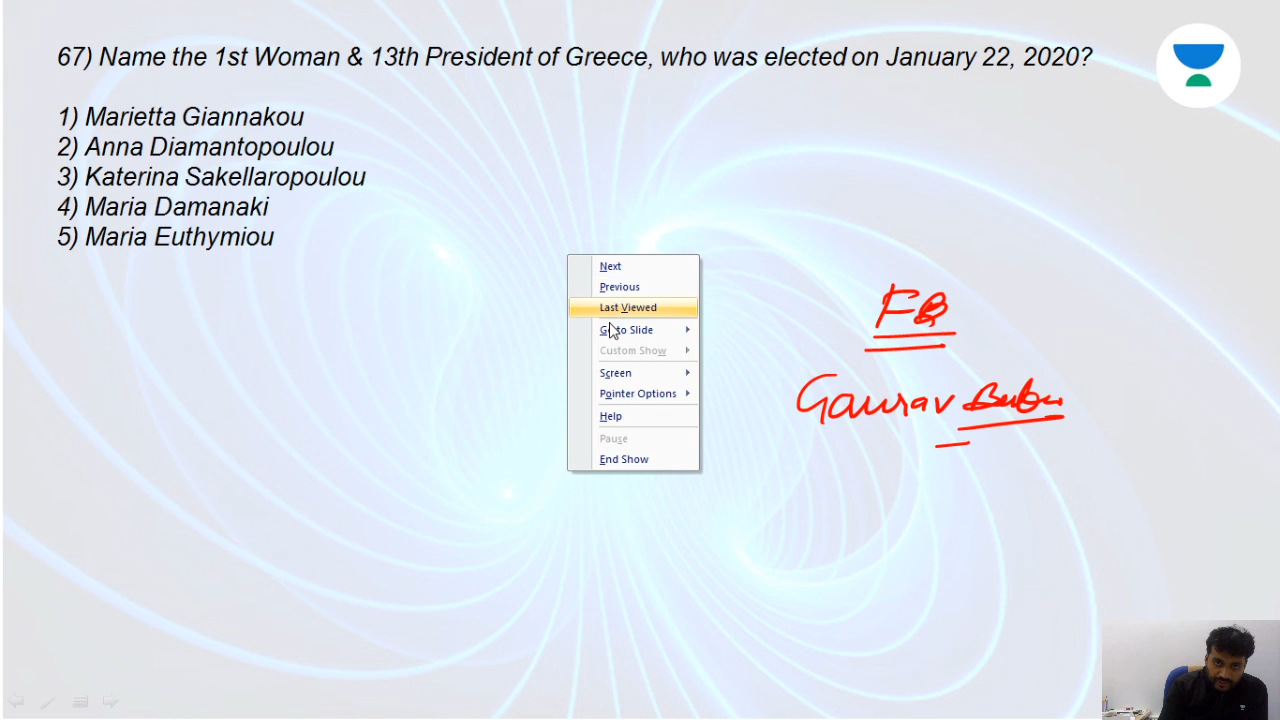 67) Name the 1st Woman & 13th President of Greece, who was elected on January 22, 2020?
1) Marietta Giannakou
2) Anna Diamantopoulou
3) Katerina Sakellaropoulou
4) Maria Damanaki
5) Maria Euthymiou
Next
Previous
Last Viewed
Go to Slide
Custom Show
Screen
Pointer Options
Help
Pause
End Show
Gaurav